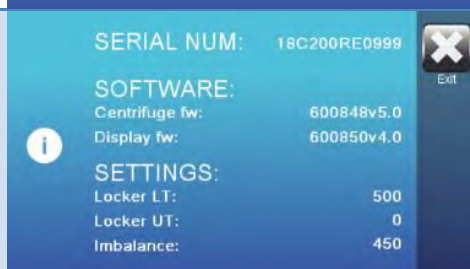 SERIAL NUM: 18C200RE0999
Exit
SOFTWARE:
Centrifuge fw: 600848v5.0
Display fw: 600850v4.0
SETTINGS:
Locker LT: 500
Locker UT: 0
Imbalance: 450